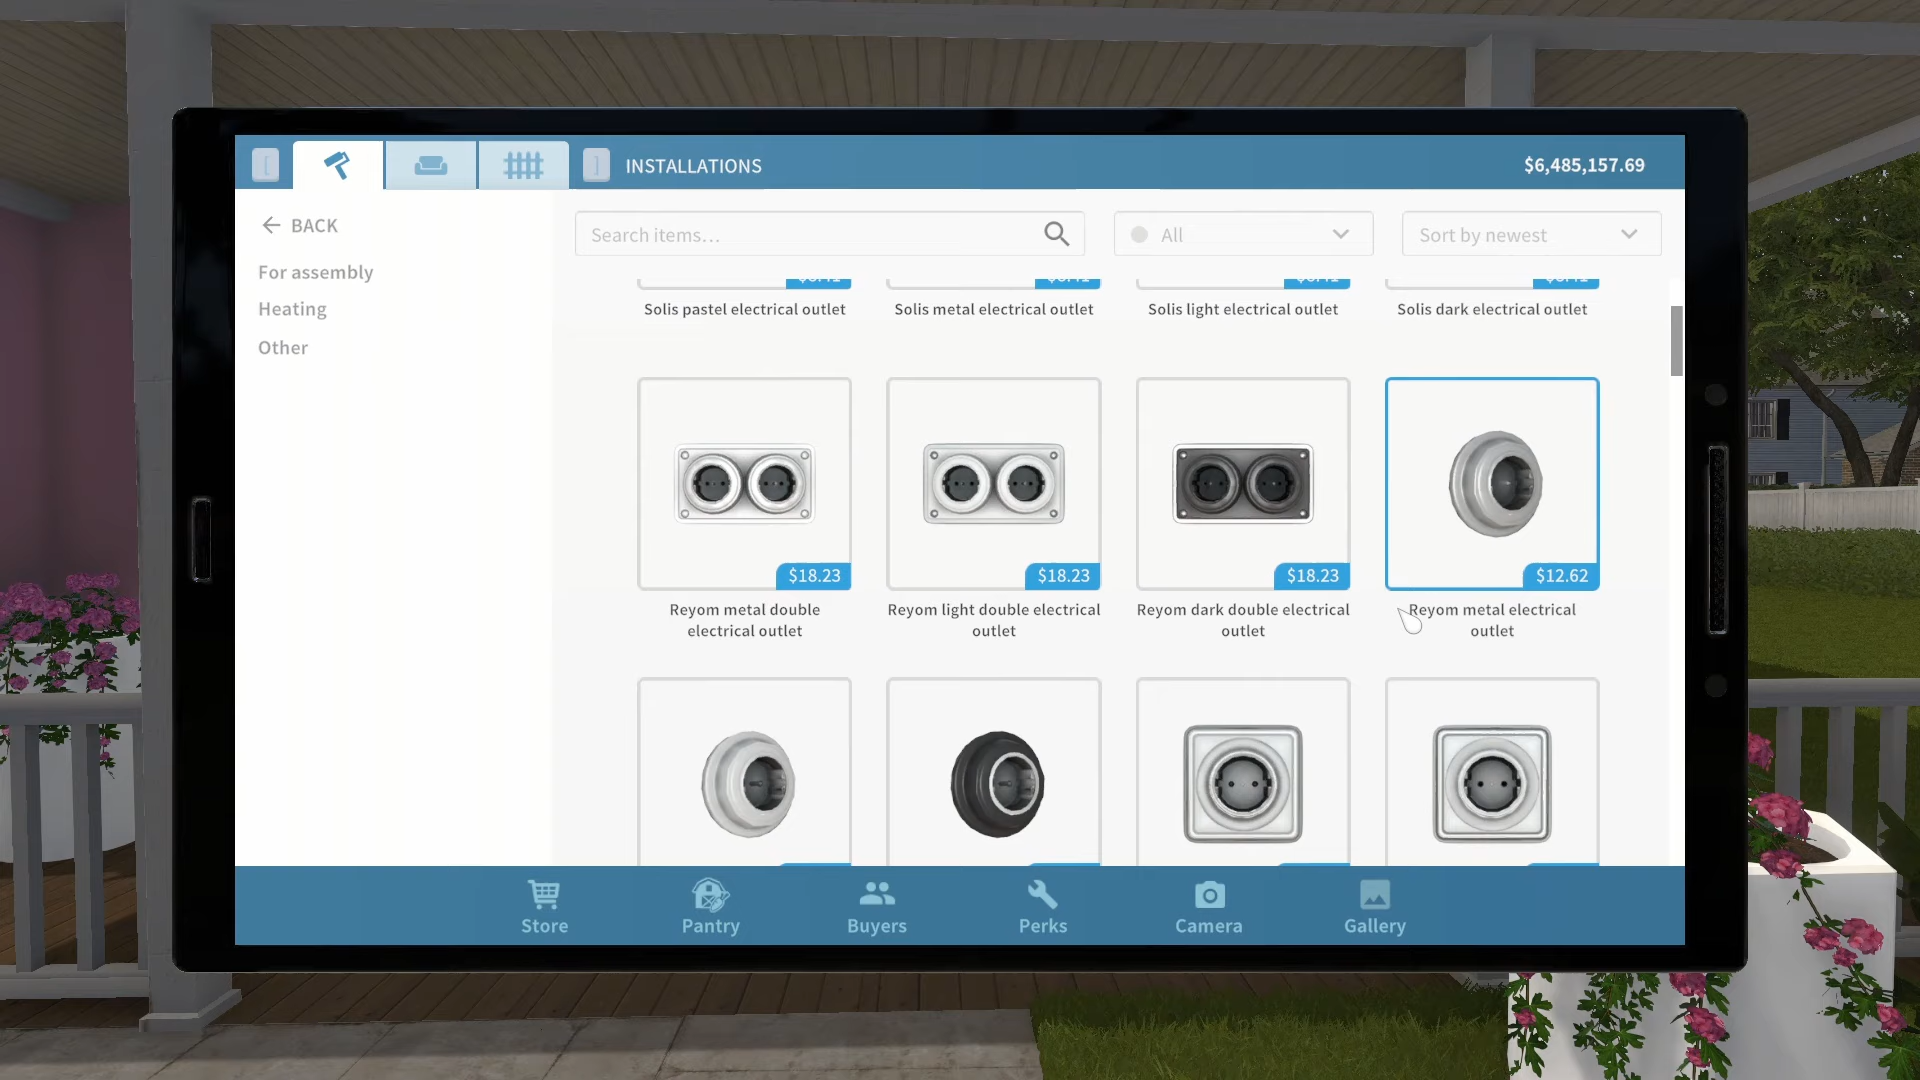 [
]
INSTALLATIONS
$6,485,157.69
BACK
Search items...
All
Sort by newest
For assembly
Heating
Other
Solis pastel electrical outlet
Solis metal electrical outlet
Solis light electrical outlet
Solis dark electrical outlet
$18.23
$18.23
$18.23
$12.62
Reyom metal double
electrical outlet
Reyom light double electrical
outlet
Reyom dark double electrical
outlet
Reyom metal electrical
outlet
Store
Pantry
Buyers
Perks
Camera
Gallery